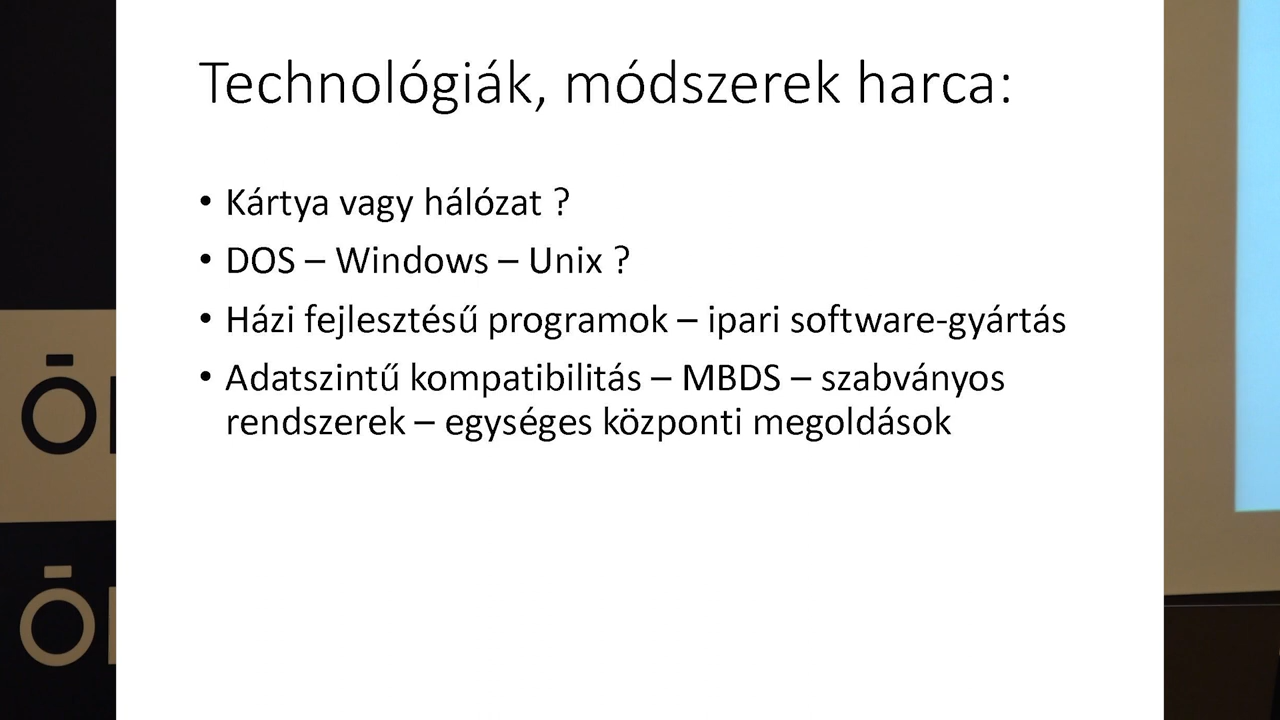 Technológiák, módszerek harca:
• Kártya vagy hálózat ?
• DOS – Windows – Unix ?
• Házi fejlesztésű programok – ipari software-gyártás
• Adatszintű kompatibilitás – MBDS – szabványos
rendszerek – egységes központi megoldások